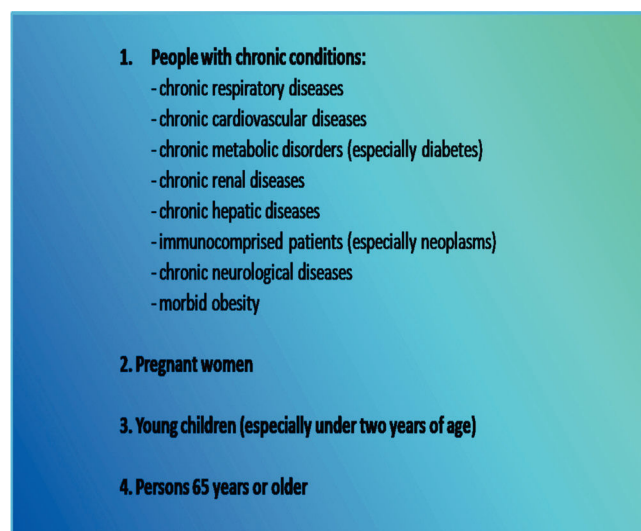 1. People with chronic conditions:
- chronic respiratory diseases
- chronic cardiovascular diseases
- chronic metabolic disorders (especially diabetes)
- chronic renal diseases
- chronic hepatic diseases
- immunocomprised patients (especially neoplasms)
- chronic neurological diseases
- morbid obesity
2. Pregnant women
3. Young children (especially under two years of age)
4. Persons 65 years or older